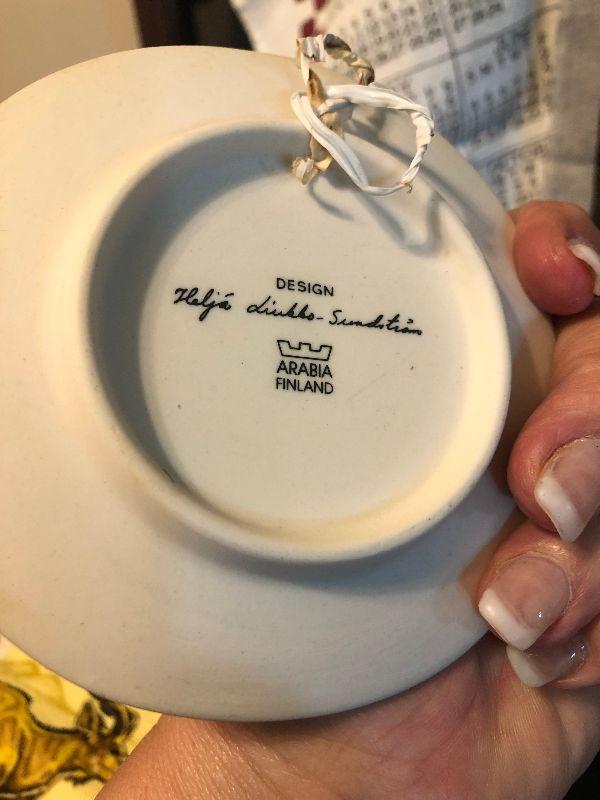 DESIGN
Heljä Liukko-Sundström
ARABIA
FINLAND